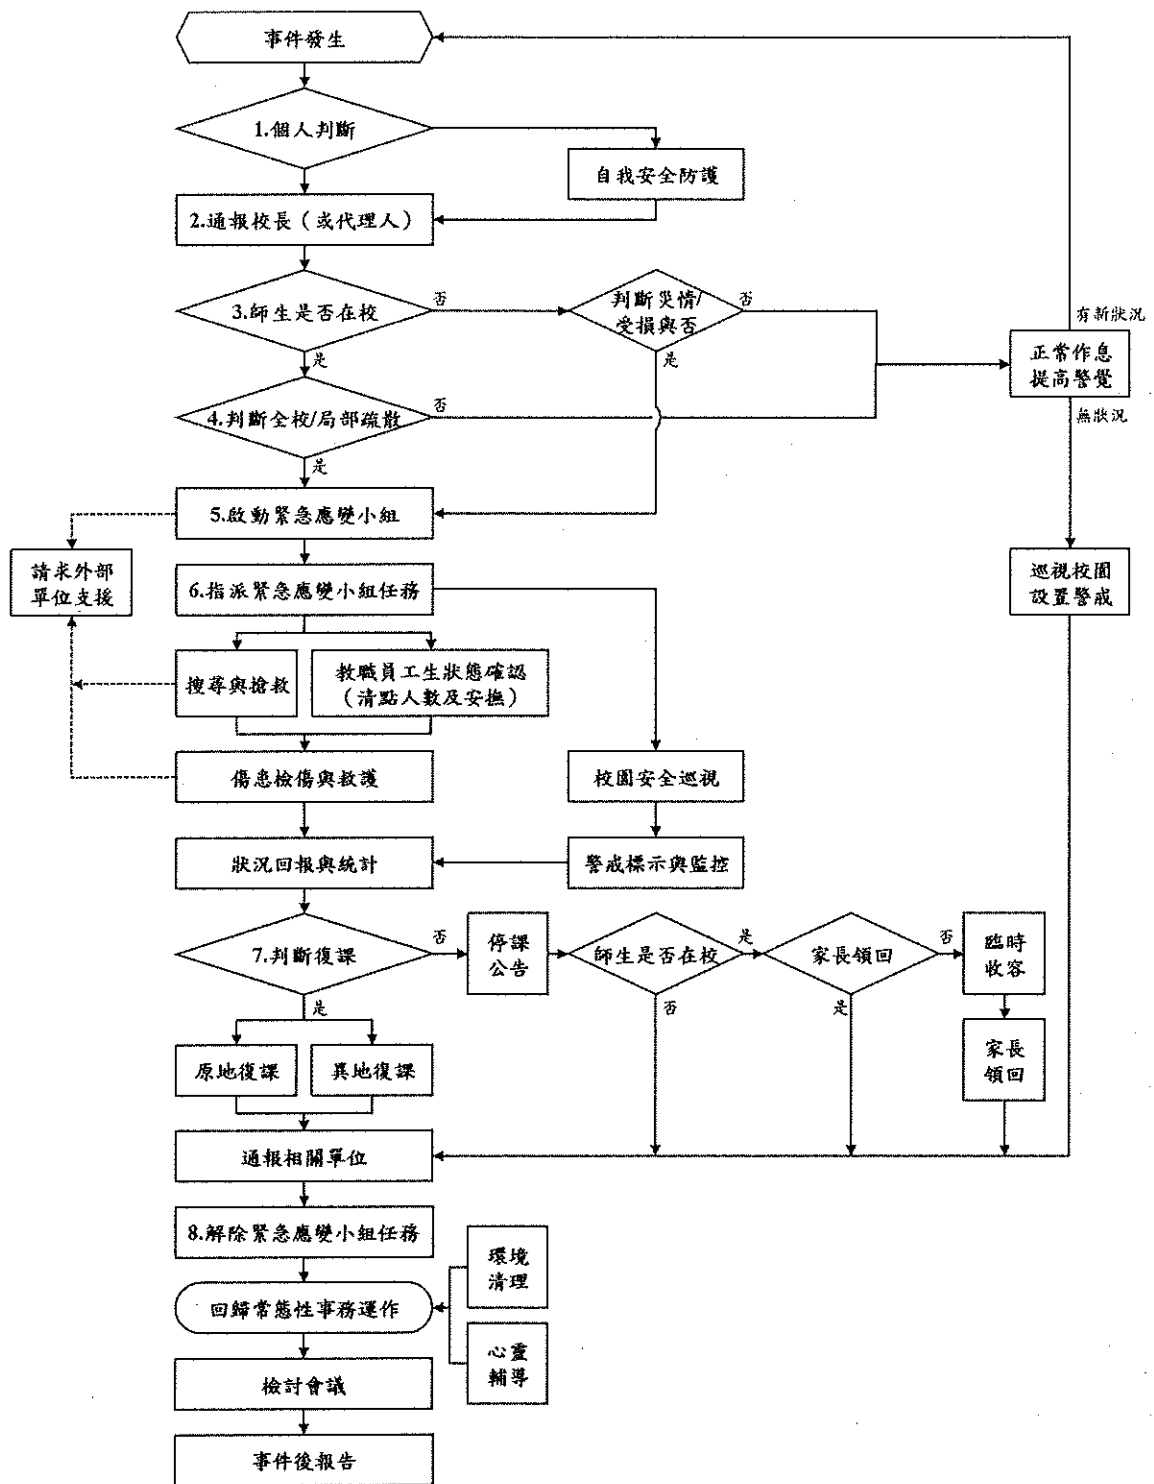 事件發生
1.個人判斷
自我安全防護
2.通報校長（或代理人）
3.師生是否在校
否
是
判斷災情/
受損與否
否
是
有新狀況
正常作息
提高警覺
無狀況
4.判斷全校/局部疏散
否
是
5.啟動緊急應變小組
請求外部
單位支援
6.指派緊急應變小組任務
巡視校園
設置警戒
搜尋與搶救
教職員工生狀態確認
（清點人數及安撫）
傷患檢傷與救護
校園安全巡視
狀況回報與統計
警戒標示與監控
7.判斷復課
否
是
停課
公告
師生是否在校
是
否
家長領回
否
是
臨時
收容
家長
領回
原地復課
異地復課
通報相關單位
8.解除緊急應變小組任務
環境
清理
回歸常態性事務運作
心靈
輔導
檢討會議
事件後報告